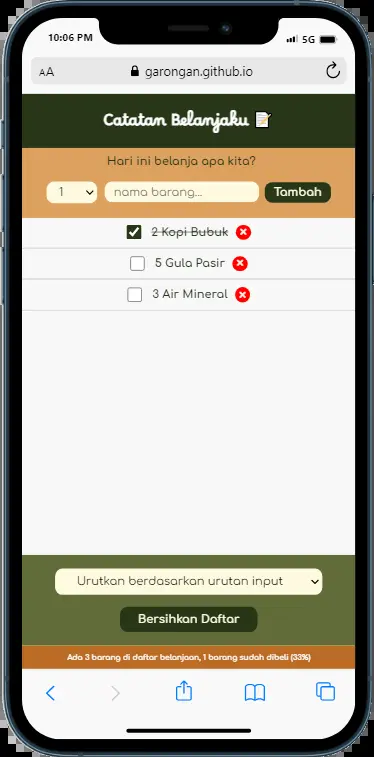 10:06 PM 5G
AA garongan.github.io
Catatan Belanjaku 📝
Hari ini belanja apa kita?
1 nama barang... Tambah
2 Kopi Bubuk
5 Gula Pasir
3 Air Mineral
Urutkan berdasarkan urutan input
Bersihkan Daftar
Ada 3 barang di daftar belanjaan, 1 barang sudah dibeli (33%)